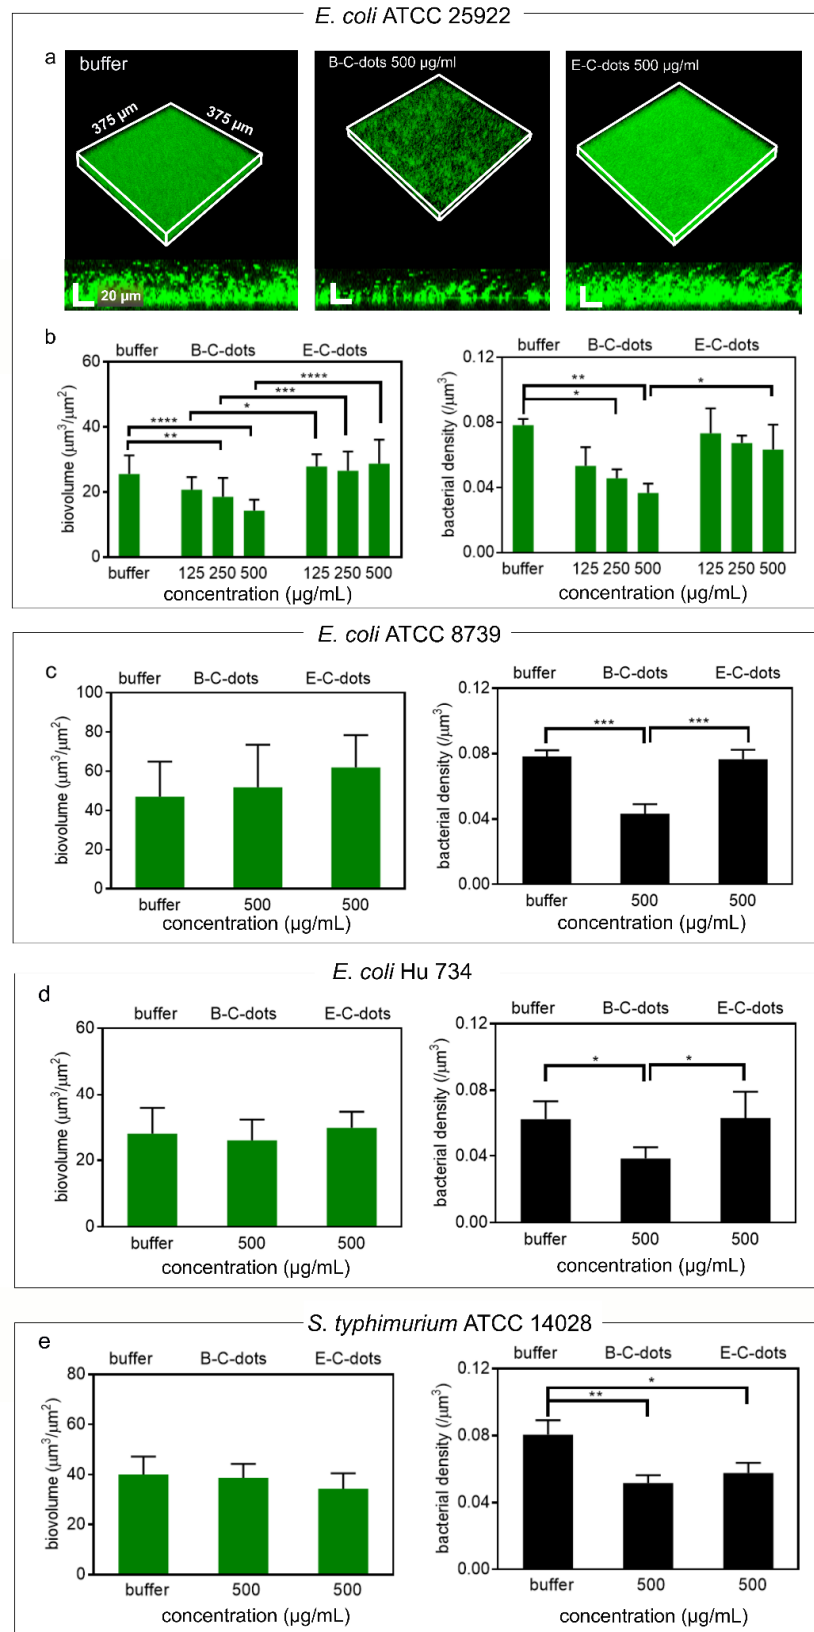 E. coli ATCC 25922
a
buffer
B-C-dots 500 µg/ml
E-C-dots 500 µg/ml
375 µm
375 µm
20 µm
b
buffer B-C-dots E-C-dots
60
40
20
0
biovolume (µm³/µm²)
****
***
*
****
**
buffer 125 250 500 125 250 500
concentration (µg/mL)
buffer B-C-dots E-C-dots
0.12
0.08
0.04
0.00
bacterial density (/µm³)
**
*
*
buffer 125 250 500 125 250 500
concentration (µg/mL)
E. coli ATCC 8739
c
buffer B-C-dots E-C-dots
100
80
60
40
20
0
biovolume (µm³/µm²)
buffer 500 500
concentration (µg/mL)
buffer B-C-dots E-C-dots
0.12
0.08
0.04
0.00
bacterial density (/µm³)
*** ***
buffer 500 500
concentration (µg/mL)
E. coli Hu 734
d
buffer B-C-dots E-C-dots
60
40
20
0
biovolume (µm³/µm²)
buffer 500 500
concentration (µg/mL)
buffer B-C-dots E-C-dots
0.12
0.08
0.04
0.00
bacterial density (/µm³)
* *
buffer 500 500
concentration (µg/mL)
S. typhimurium ATCC 14028
e
buffer B-C-dots E-C-dots
80
60
40
20
0
biovolume (µm³/µm²)
buffer 500 500
concentration (µg/mL)
buffer B-C-dots E-C-dots
0.12
0.08
0.04
0.00
bacterial density (/µm³)
*
**
buffer 500 500
concentration (µg/mL)